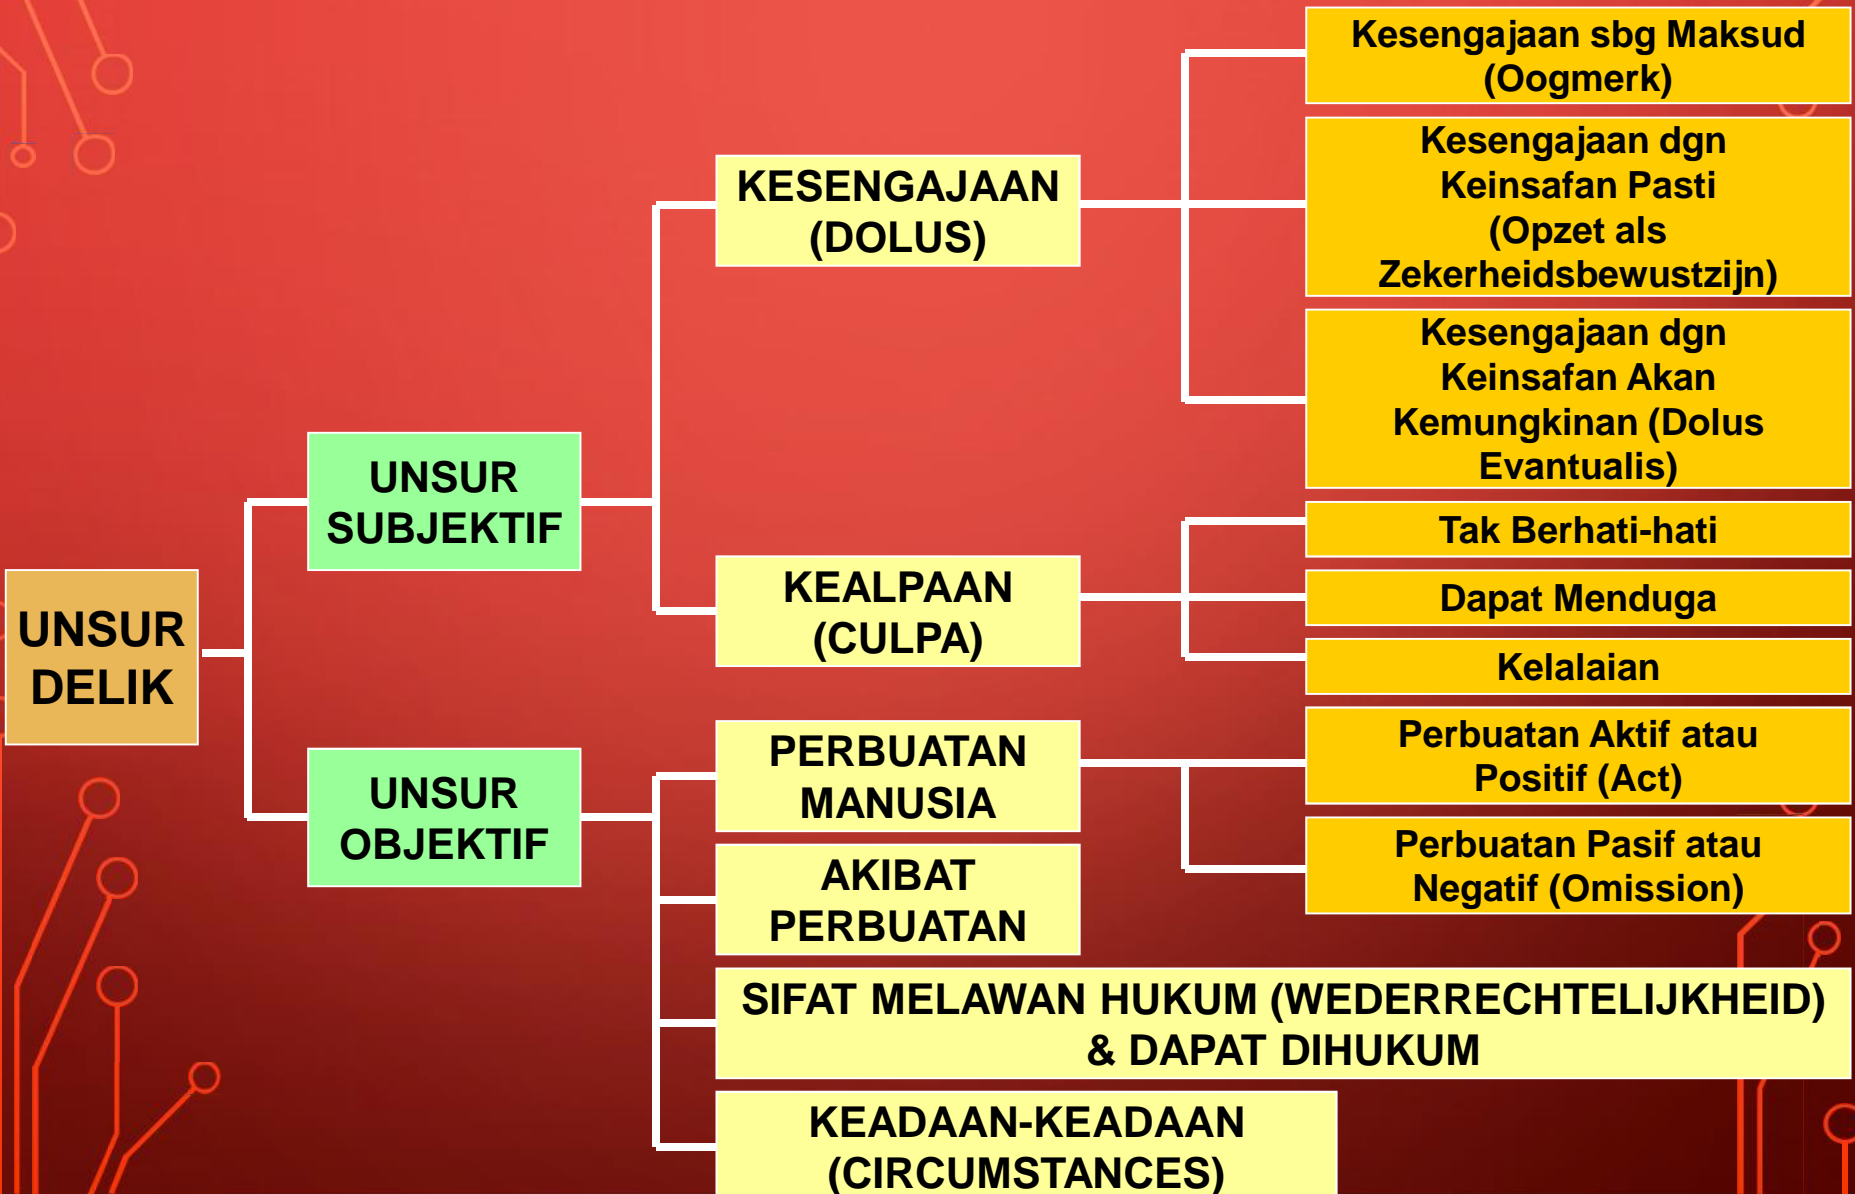 UNSUR
DELIK
UNSUR
SUBJEKTIF
KESENGAJAAN
(DOLUS)
Kesengajaan sbg Maksud
(Oogmerk)
Kesengajaan dgn
Keinsafan Pasti
(Opzet als
Zekerheidsbewustzijn)
Kesengajaan dgn
Keinsafan Akan
Kemungkinan (Dolus
Evantualis)
KEALPAAN
(CULPA)
Tak Berhati-hati
Dapat Menduga
Kelalaian
UNSUR
OBJEKTIF
PERBUATAN
MANUSIA
Perbuatan Aktif atau
Positif (Act)
Perbuatan Pasif atau
Negatif (Omission)
AKIBAT
PERBUATAN
SIFAT MELAWAN HUKUM (WEDERRECHTELIJKHEID)
& DAPAT DIHUKUM
KEADAAN-KEADAAN
(CIRCUMSTANCES)